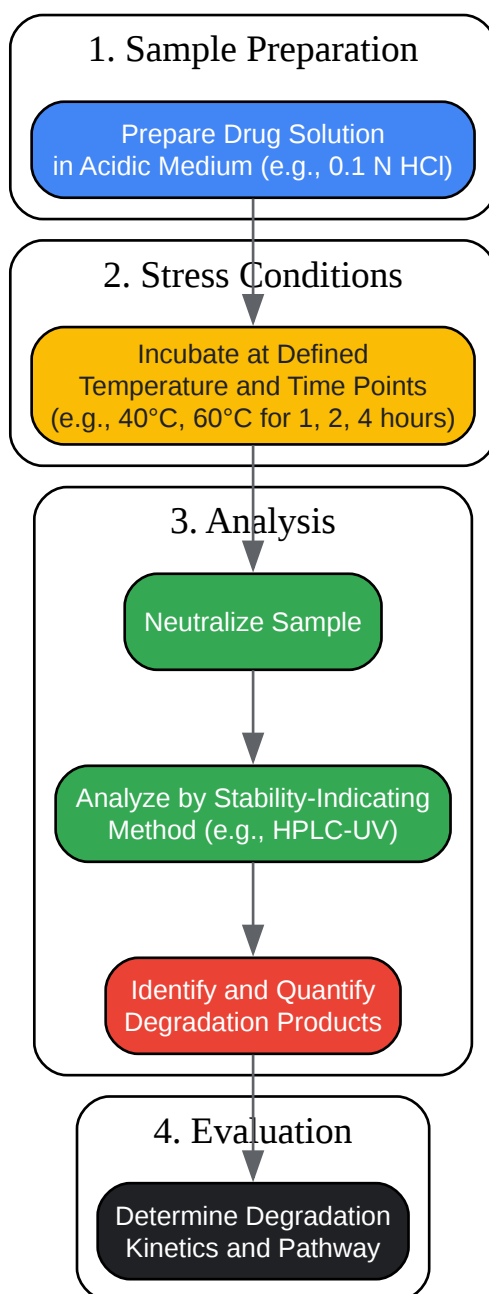 1. Sample Preparation
Prepare Drug Solution
in Acidic Medium (e.g., 0.1 N HCl)
2. Stress Conditions
Incubate at Defined
Temperature and Time Points
(e.g., 40°C, 60°C for 1, 2, 4 hours)
3. Analysis
Neutralize Sample
Analyze by Stability-Indicating
Method (e.g., HPLC-UV)
Identify and Quantify
Degradation Products
4. Evaluation
Determine Degradation
Kinetics and Pathway